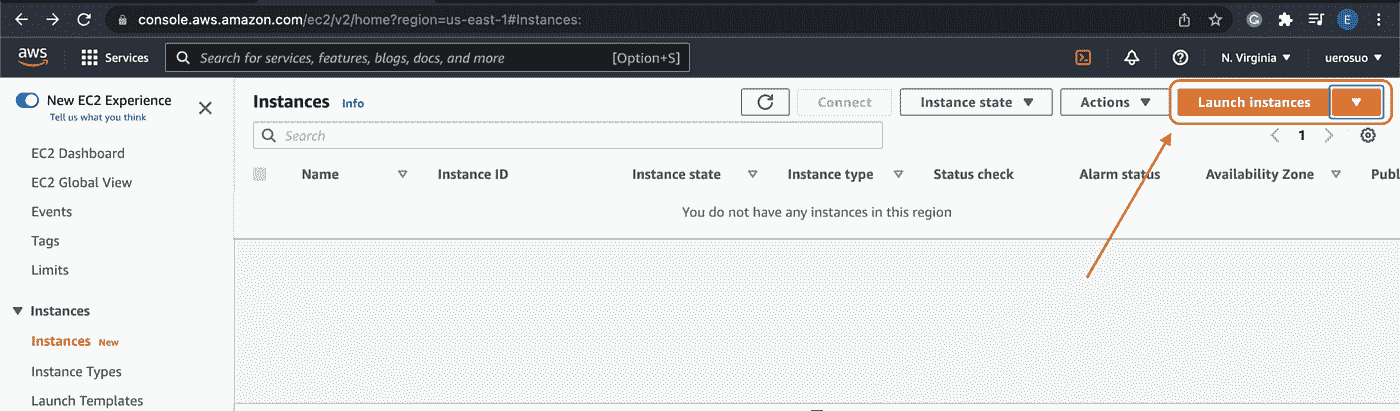 console.aws.amazon.com/ec2/v2/home?region=us-east-1#Instances:
E
aws Services Search for services, features, blogs, docs, and more [Option+S] N. Virginia uerosuo
New EC2 Experience
Tell us what you think
EC2 Dashboard
EC2 Global View
Events
Tags
Limits
Instances
Instances New
Instance Types
Launch Templates
Instances Info Connect Instance state Actions Launch instances
Search 1
Name Instance ID Instance state Instance type Status check Alarm status Availability Zone Publ
You do not have any instances in this region